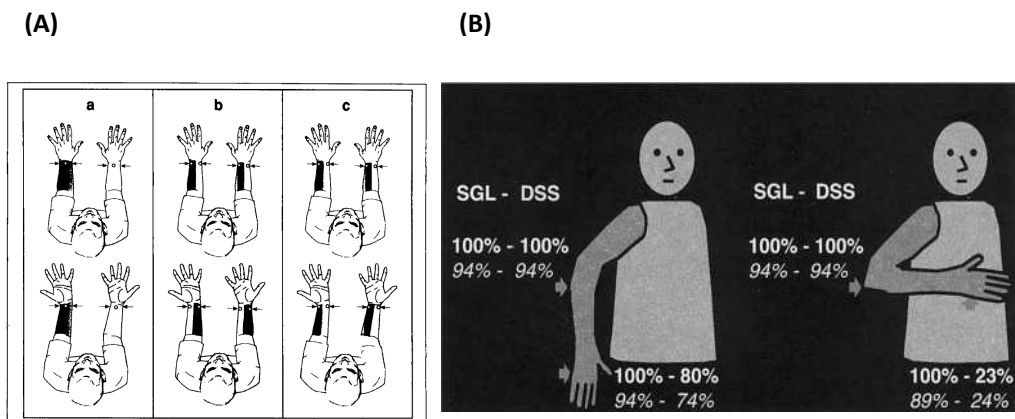 (A)
(B)
a b c
SGL - DSS
100% - 100%
94% - 94%
100% - 80%
94% - 74%
SGL - DSS
100% - 100%
94% - 94%
100% - 23%
89% - 24%